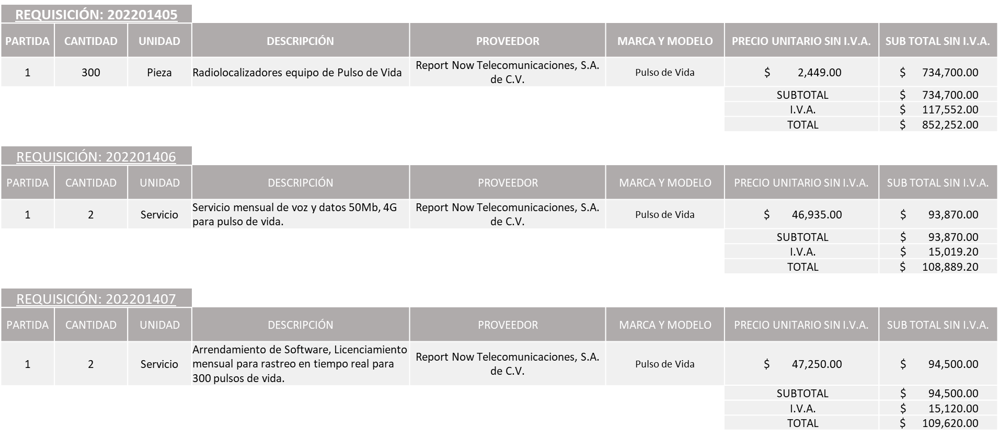 REQUISICIÓN: 202201405
PARTIDA CANTIDAD UNIDAD DESCRIPCIÓN PROVEEDOR MARCA Y MODELO PRECIO UNITARIO SIN I.V.A. SUB TOTAL SIN I.V.A.
1 300 Pieza Radiolocalizadores equipo de Pulso de Vida Report Now Telecomunicaciones, S.A.
de C.V. Pulso de Vida $ 2,449.00 $ 734,700.00
SUBTOTAL $ 734,700.00
I.V.A. $ 117,552.00
TOTAL $ 852,252.00
REQUISICIÓN: 202201406
PARTIDA CANTIDAD UNIDAD DESCRIPCIÓN PROVEEDOR MARCA Y MODELO PRECIO UNITARIO SIN I.V.A. SUB TOTAL SIN I.V.A.
1 2 Servicio Servicio mensual de voz y datos 50Mb, 4G
para pulso de vida. Report Now Telecomunicaciones, S.A.
de C.V. Pulso de Vida $ 46,935.00 $ 93,870.00
SUBTOTAL $ 93,870.00
I.V.A. $ 15,019.20
TOTAL $ 108,889.20
REQUISICIÓN: 202201407
PARTIDA CANTIDAD UNIDAD DESCRIPCIÓN PROVEEDOR MARCA Y MODELO PRECIO UNITARIO SIN I.V.A. SUB TOTAL SIN I.V.A.
1 2 Servicio Arrendamiento de Software, Licenciamiento
mensual para rastreo en tiempo real para
300 pulsos de vida. Report Now Telecomunicaciones, S.A.
de C.V. Pulso de Vida $ 47,250.00 $ 94,500.00
SUBTOTAL $ 94,500.00
I.V.A. $ 15,120.00
TOTAL $ 109,620.00